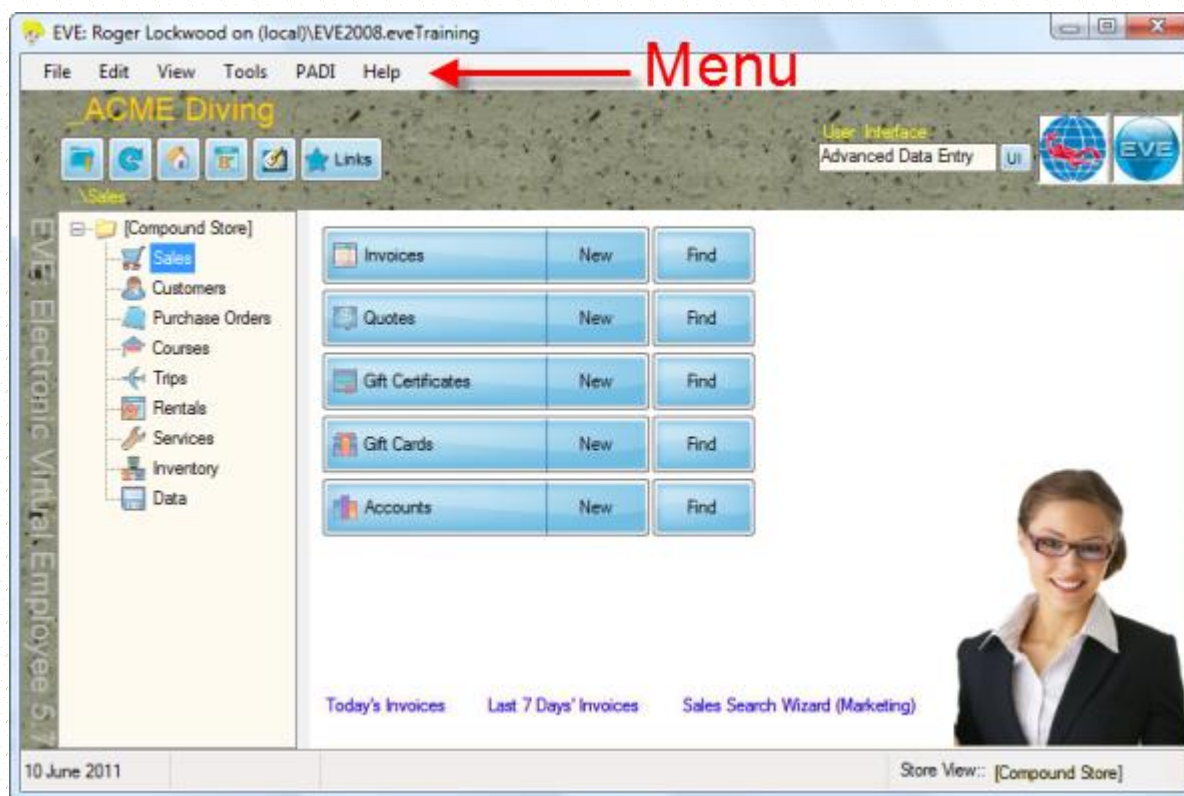 EVE: Roger Lockwood on (local)\EVE2008.eveTraining
File Edit View Tools PADI Help
Menu
_ACME Diving
Links
User Interface
Advanced Data Entry
UI
EVE
\Sales
EVE: Electronic Virtual Employee 5.7
[Compound Store]
Sales
Customers
Purchase Orders
Courses
Trips
Rentals
Services
Inventory
Data
Invoices New Find
Quotes New Find
Gift Certificates New Find
Gift Cards New Find
Accounts New Find
Today's Invoices Last 7 Days' Invoices Sales Search Wizard (Marketing)
10 June 2011
Store View:: [Compound Store]